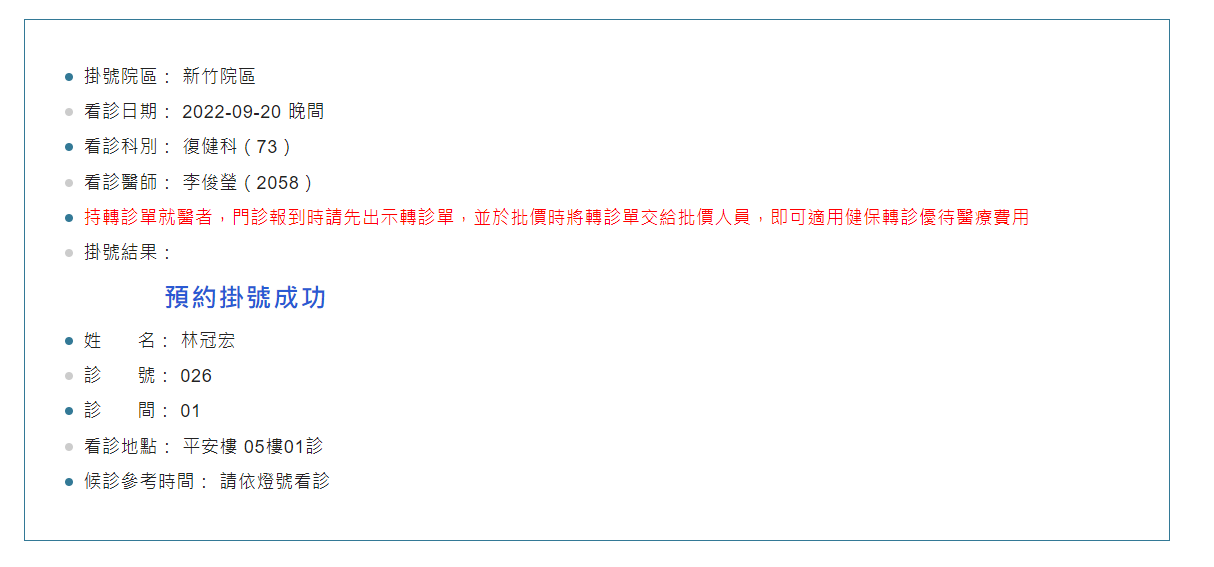 掛號院區： 新竹院區
看診日期： 2022-09-20 晚間
看診科別： 復健科 ( 73 )
看診醫師： 李俊瑩 ( 2058 )
持轉診單就醫者，門診報到時請先出示轉診單，並於批價時將轉診單交給批價人員，即可適用健保轉診優待醫療費用
掛號結果：
預約掛號成功
姓　　名： 林冠宏
診　　號： 026
診　　間： 01
看診地點： 平安樓 05樓01診
候診參考時間： 請依燈號看診